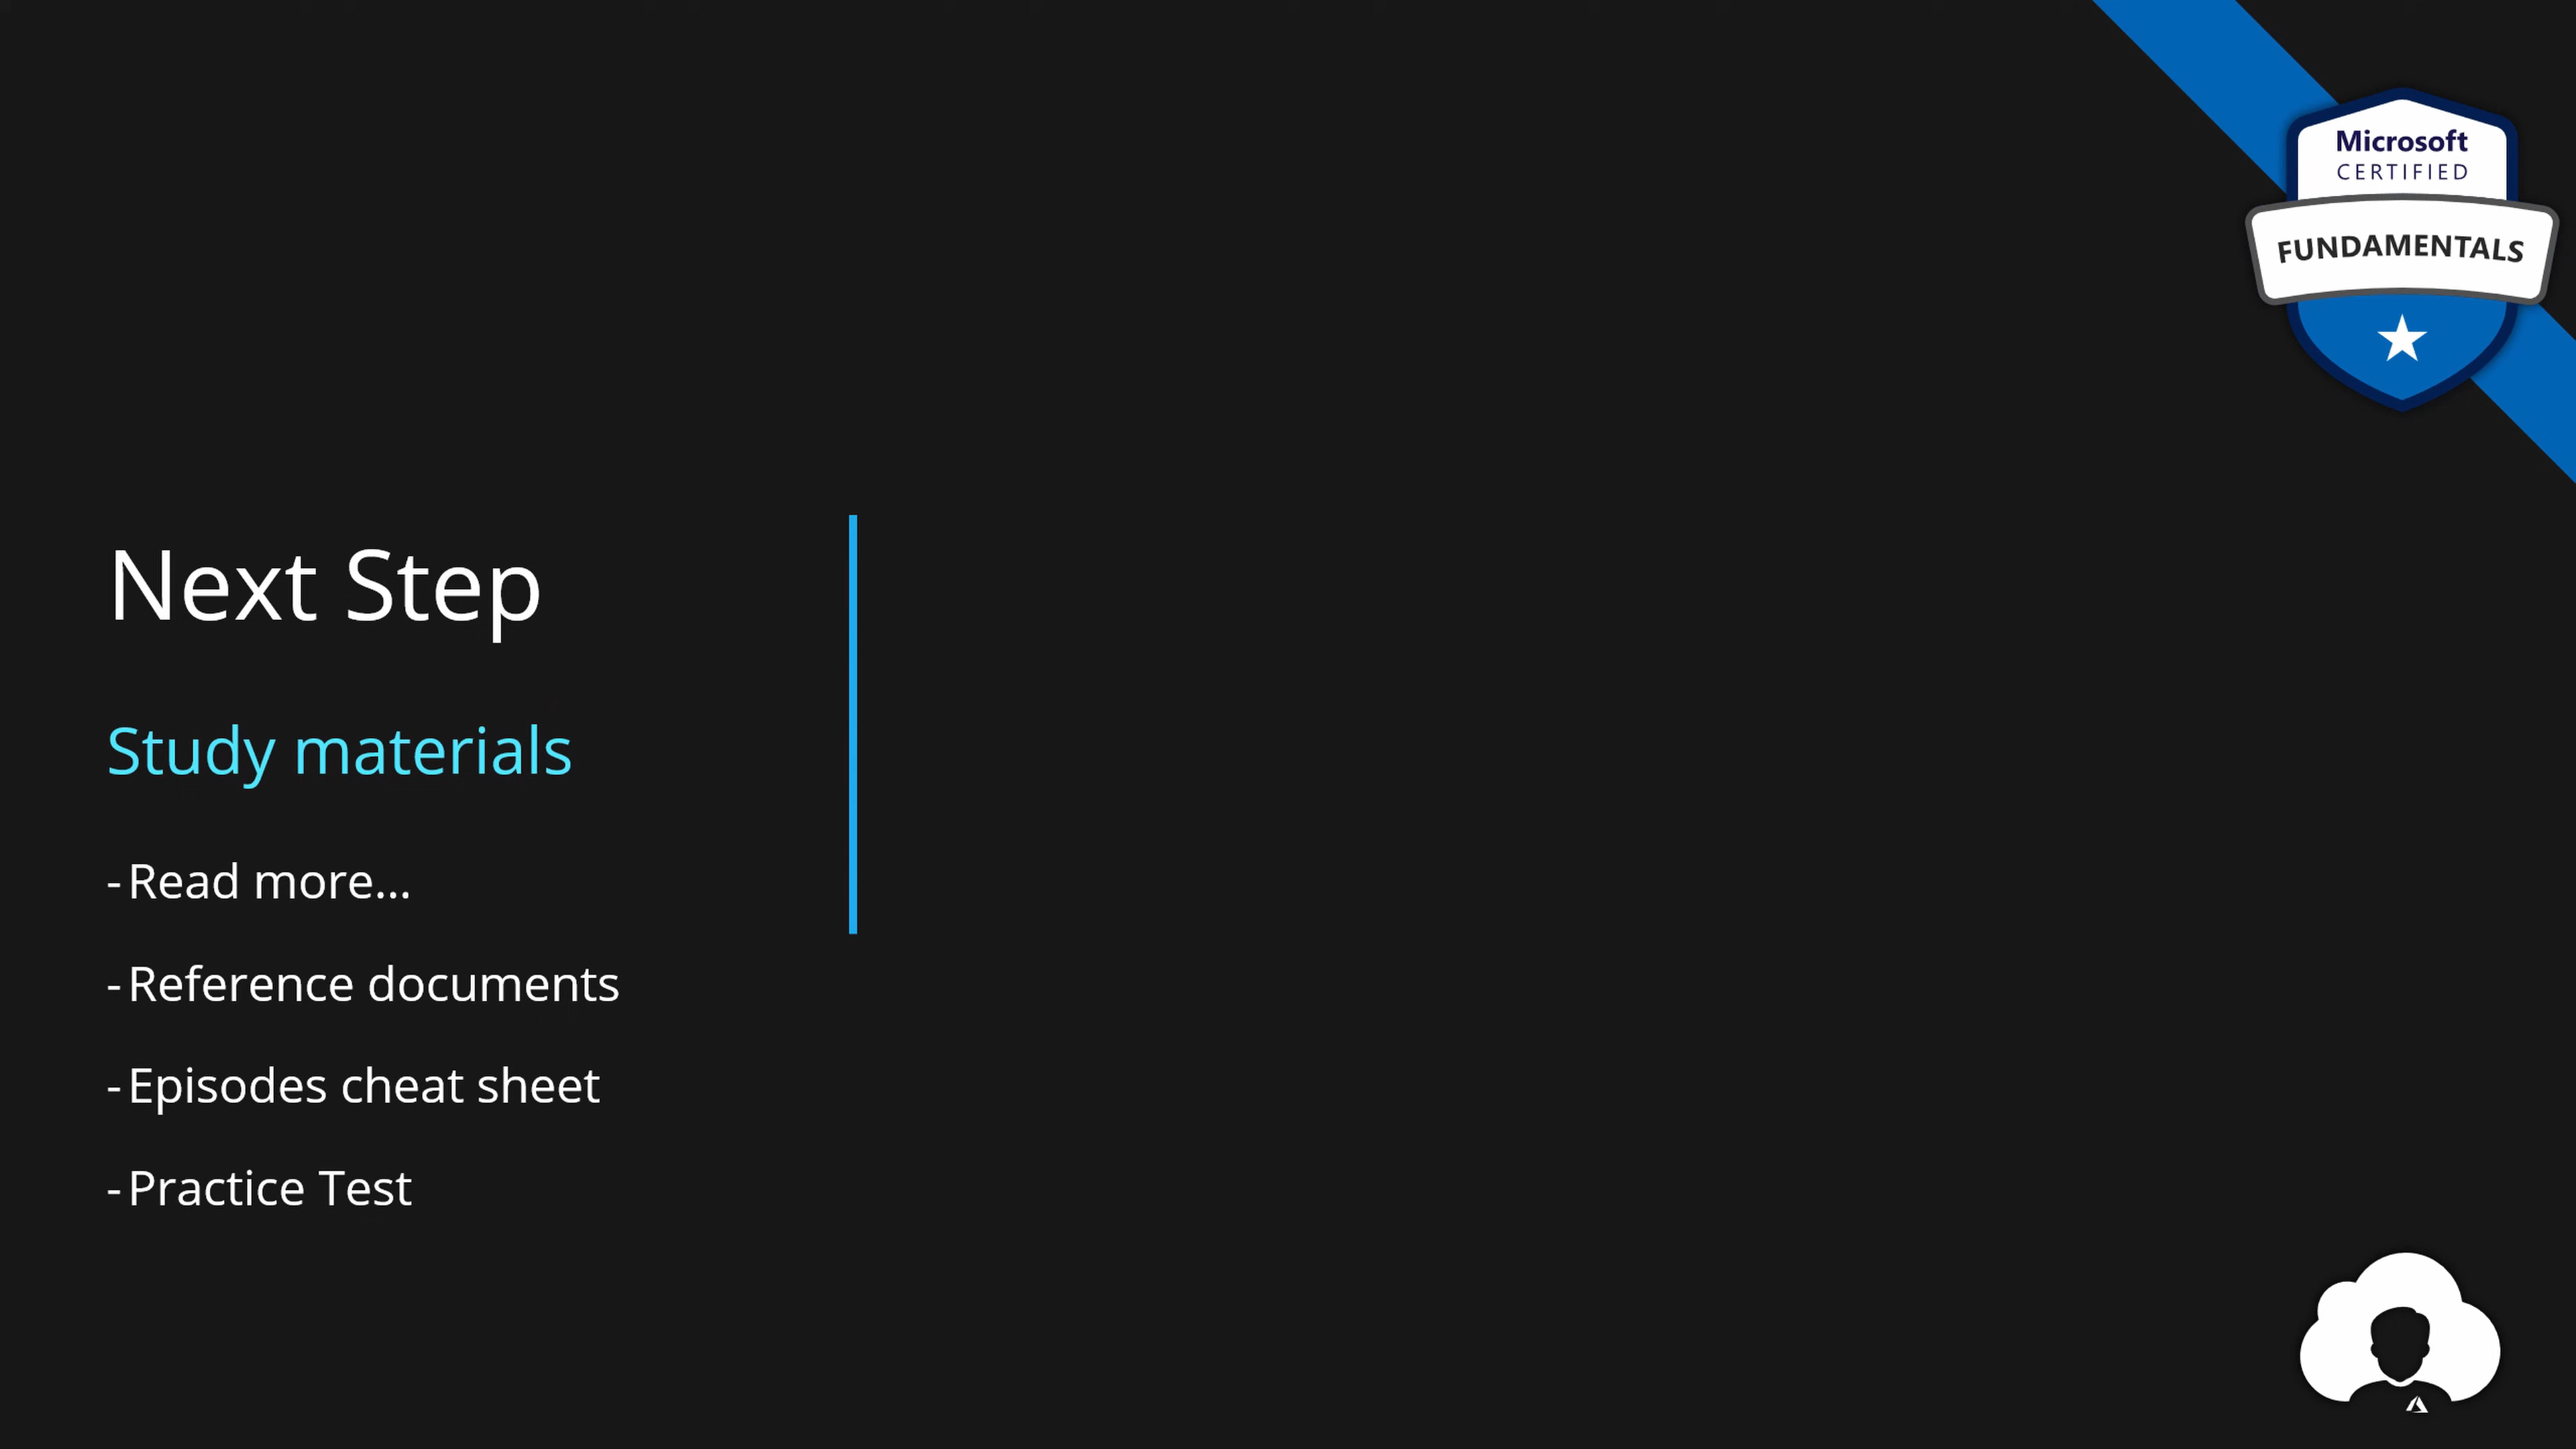 Microsoft
CERTIFIED
FUNDAMENTALS
Next Step
Study materials
- Read more...
- Reference documents
- Episodes cheat sheet
- Practice Test